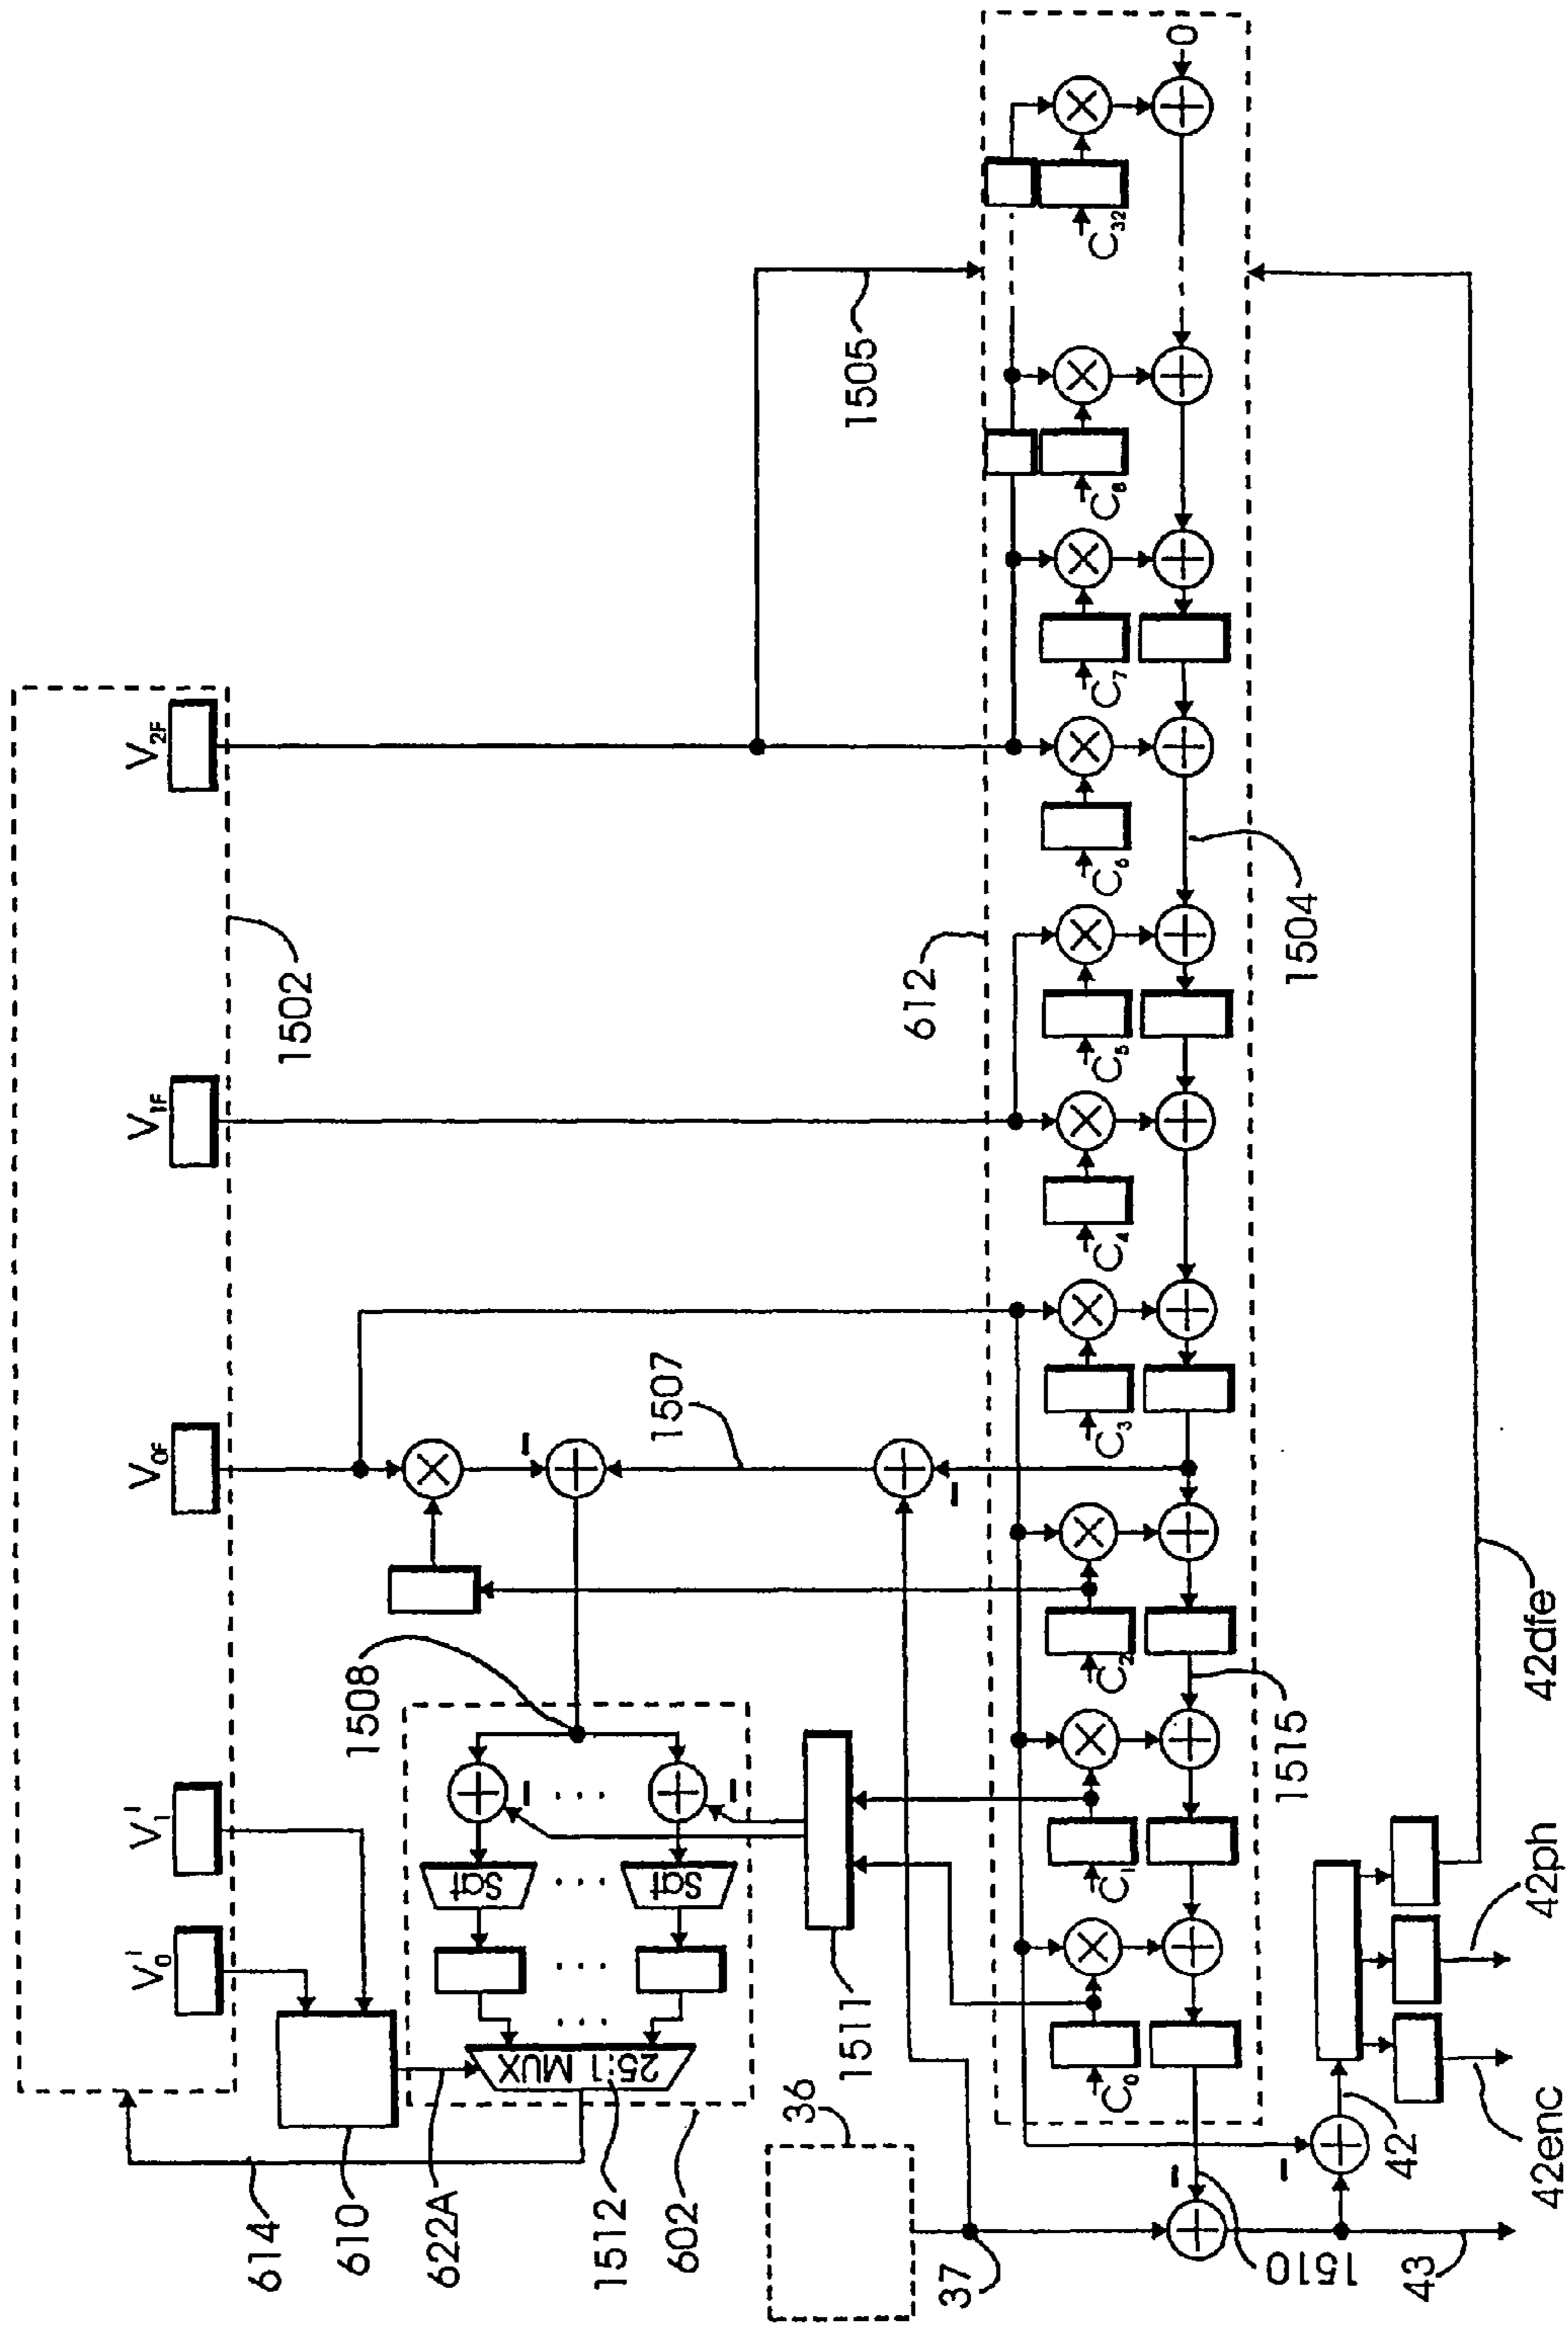 V₂F
V₁F
V₀F
V₁ᴵ
V₀ᴵ
1502
1505
1507
1508
612
1504
0
C₃₂
C₈
C₇
C₆
C₅
C₄
C₃
C₂
C₁
C₀
1515
Sat
Sat
25:1 MUX
614
610
622A
1512
602
1511
36
37
1510
43
42
42enc
42ph
42dfe